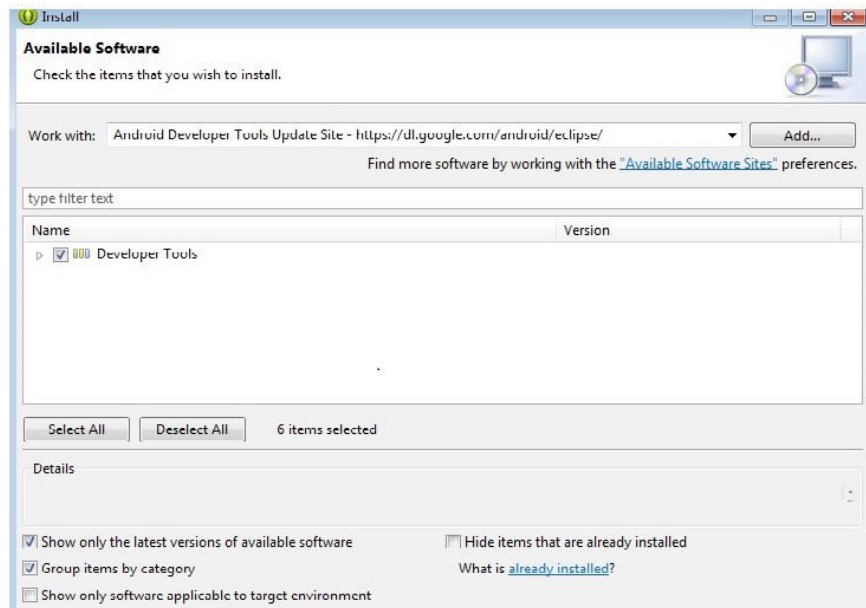 Install
Available Software
Check the items that you wish to install.
Work with: Android Developer Tools Update Site - https://dl.google.com/android/eclipse/ Add...
Find more software by working with the "Available Software Sites" preferences.
type filter text
Name Version
Developer Tools
Select All Deselect All 6 items selected
Details
Show only the latest versions of available software Hide items that are already installed
Group items by category What is already installed?
Show only software applicable to target environment